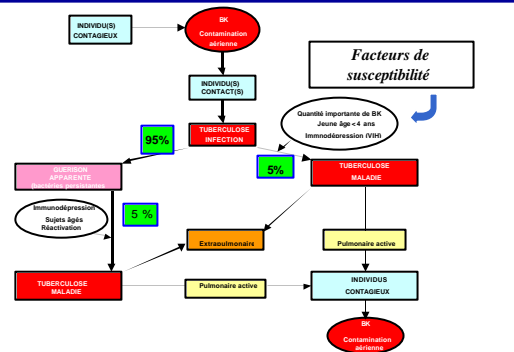 BK
Contamination
aérienne
INDIVIDU(S)
CONTAGIEUX
Facteurs de
susceptibilité
INDIVIDU(S)
CONTACT(S)
Quantité importante de BK
Jeune âge < 4 ans
Immnodépression (VIH)
TUBERCULOSE
INFECTION
95%
5%
TUBERCULOSE
MALADIE
GUERISON
APPARENTE
(bactéries persistantes
Immunodépression
Sujets âgés
Réactivation
5 %
Extrapulmonaire
Pulmonaire active
TUBERCULOSE
MALADIE
Pulmonaire active
INDIVIDUS
CONTAGIEUX
BK
Contamination
aérienne